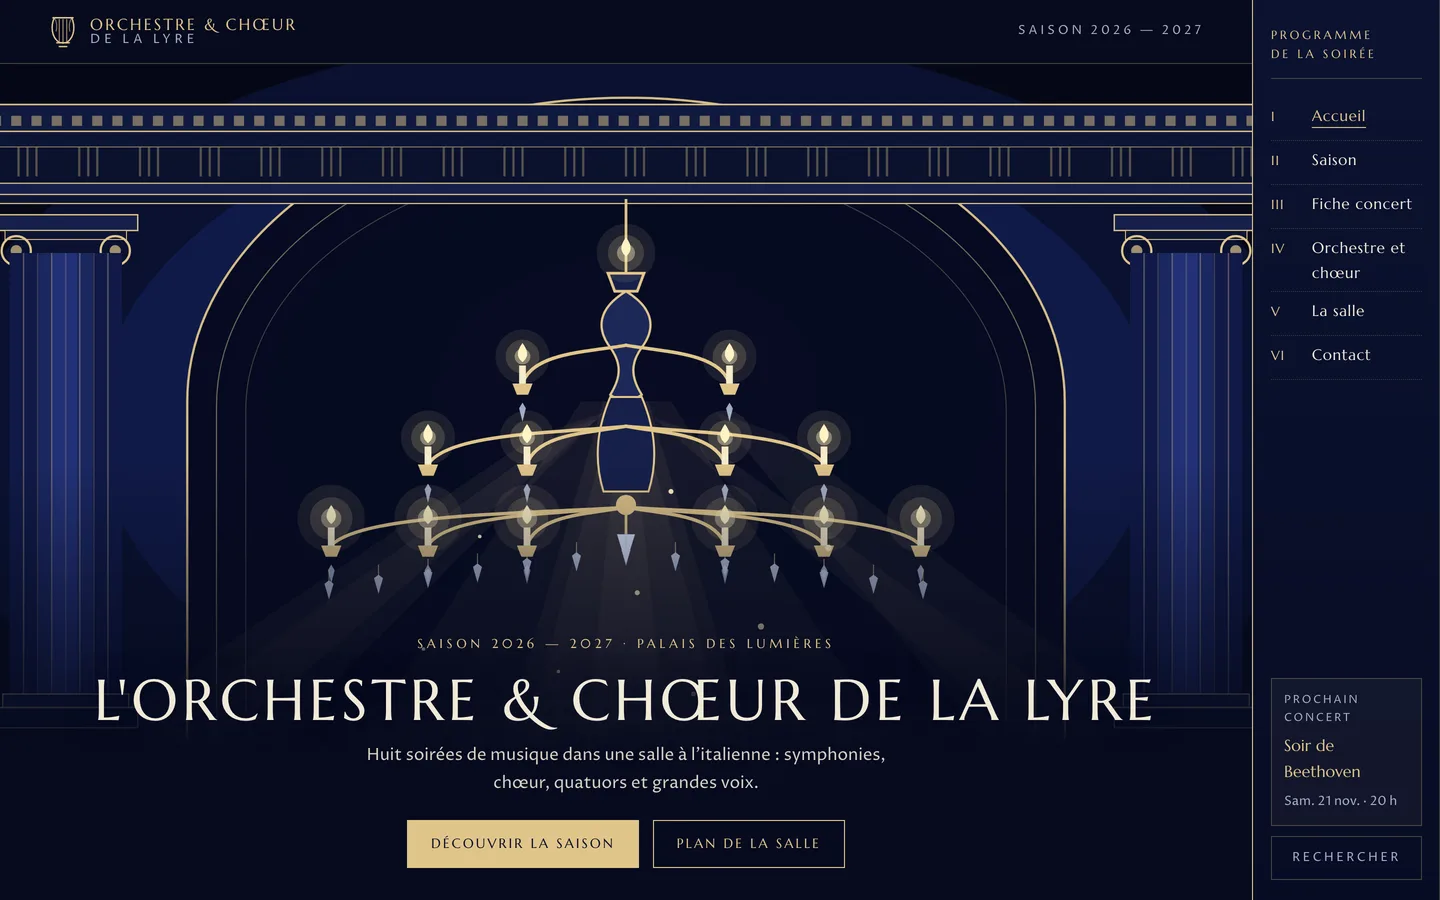 ORCHESTRE & CHŒUR
DE LA LYRE
SAISON 2026 — 2027
SAISON 2026 — 2027 · PALAIS DES LUMIÈRES
L'ORCHESTRE & CHŒUR DE LA LYRE
Huit soirées de musique dans une salle à l’italienne : symphonies,
chœur, quatuors et grandes voix.
DÉCOUVRIR LA SAISON
PLAN DE LA SALLE
PROGRAMME
DE LA SOIRÉE
I Accueil
II Saison
III Fiche concert
IV Orchestre et
chœur
V La salle
VI Contact
PROCHAIN
CONCERT
Soir de
Beethoven
Sam. 21 nov. · 20 h
RECHERCHER